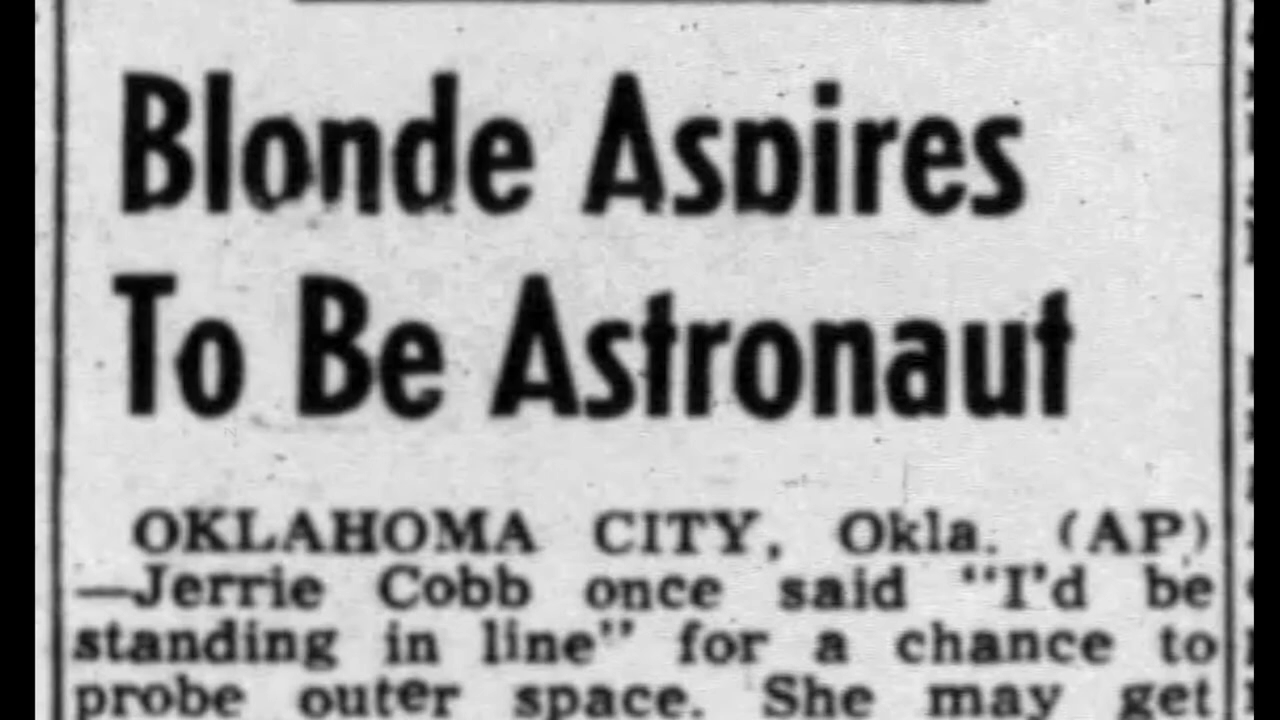 Blonde Aspires
To Be Astronaut
OKLAHOMA CITY, Okla. (AP)
—Jerrie Cobb once said "I'd be
standing in line" for a chance to
probe outer space. She may get